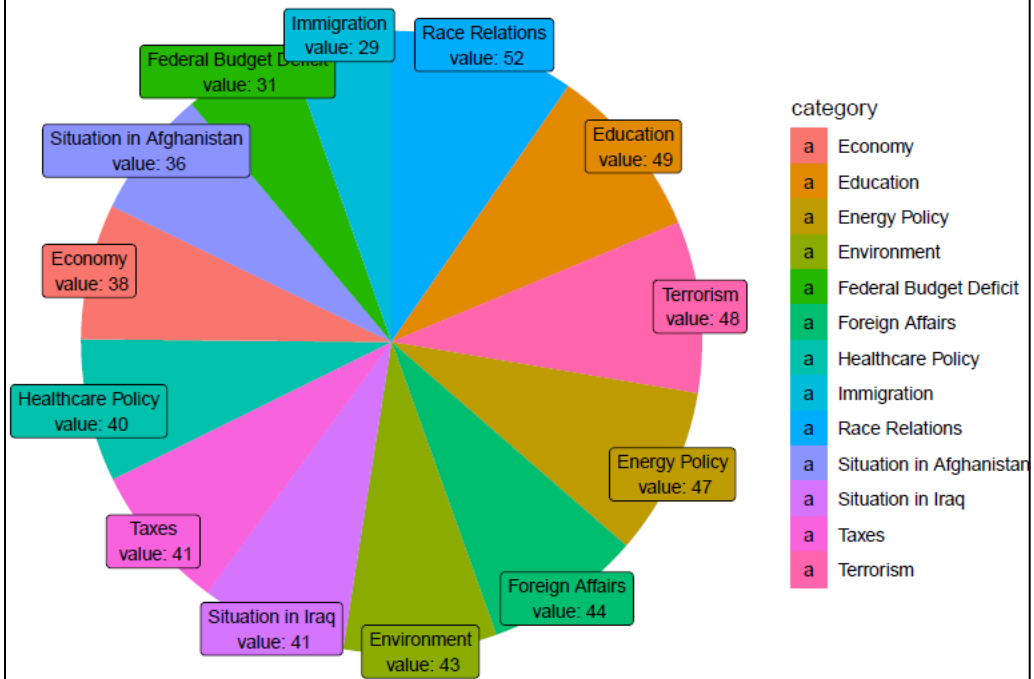 Immigration
value: 29
Race Relations
value: 52
Federal Budget Deficit
value: 31
Education
value: 49
Situation in Afghanistan
value: 36
Economy
value: 38
Terrorism
value: 48
Healthcare Policy
value: 40
Energy Policy
value: 47
Taxes
value: 41
Foreign Affairs
value: 44
Situation in Iraq
value: 41
Environment
value: 43
category
a Economy
a Education
a Energy Policy
a Environment
a Federal Budget Deficit
a Foreign Affairs
a Healthcare Policy
a Immigration
a Race Relations
a Situation in Afghanistan
a Situation in Iraq
a Taxes
a Terrorism